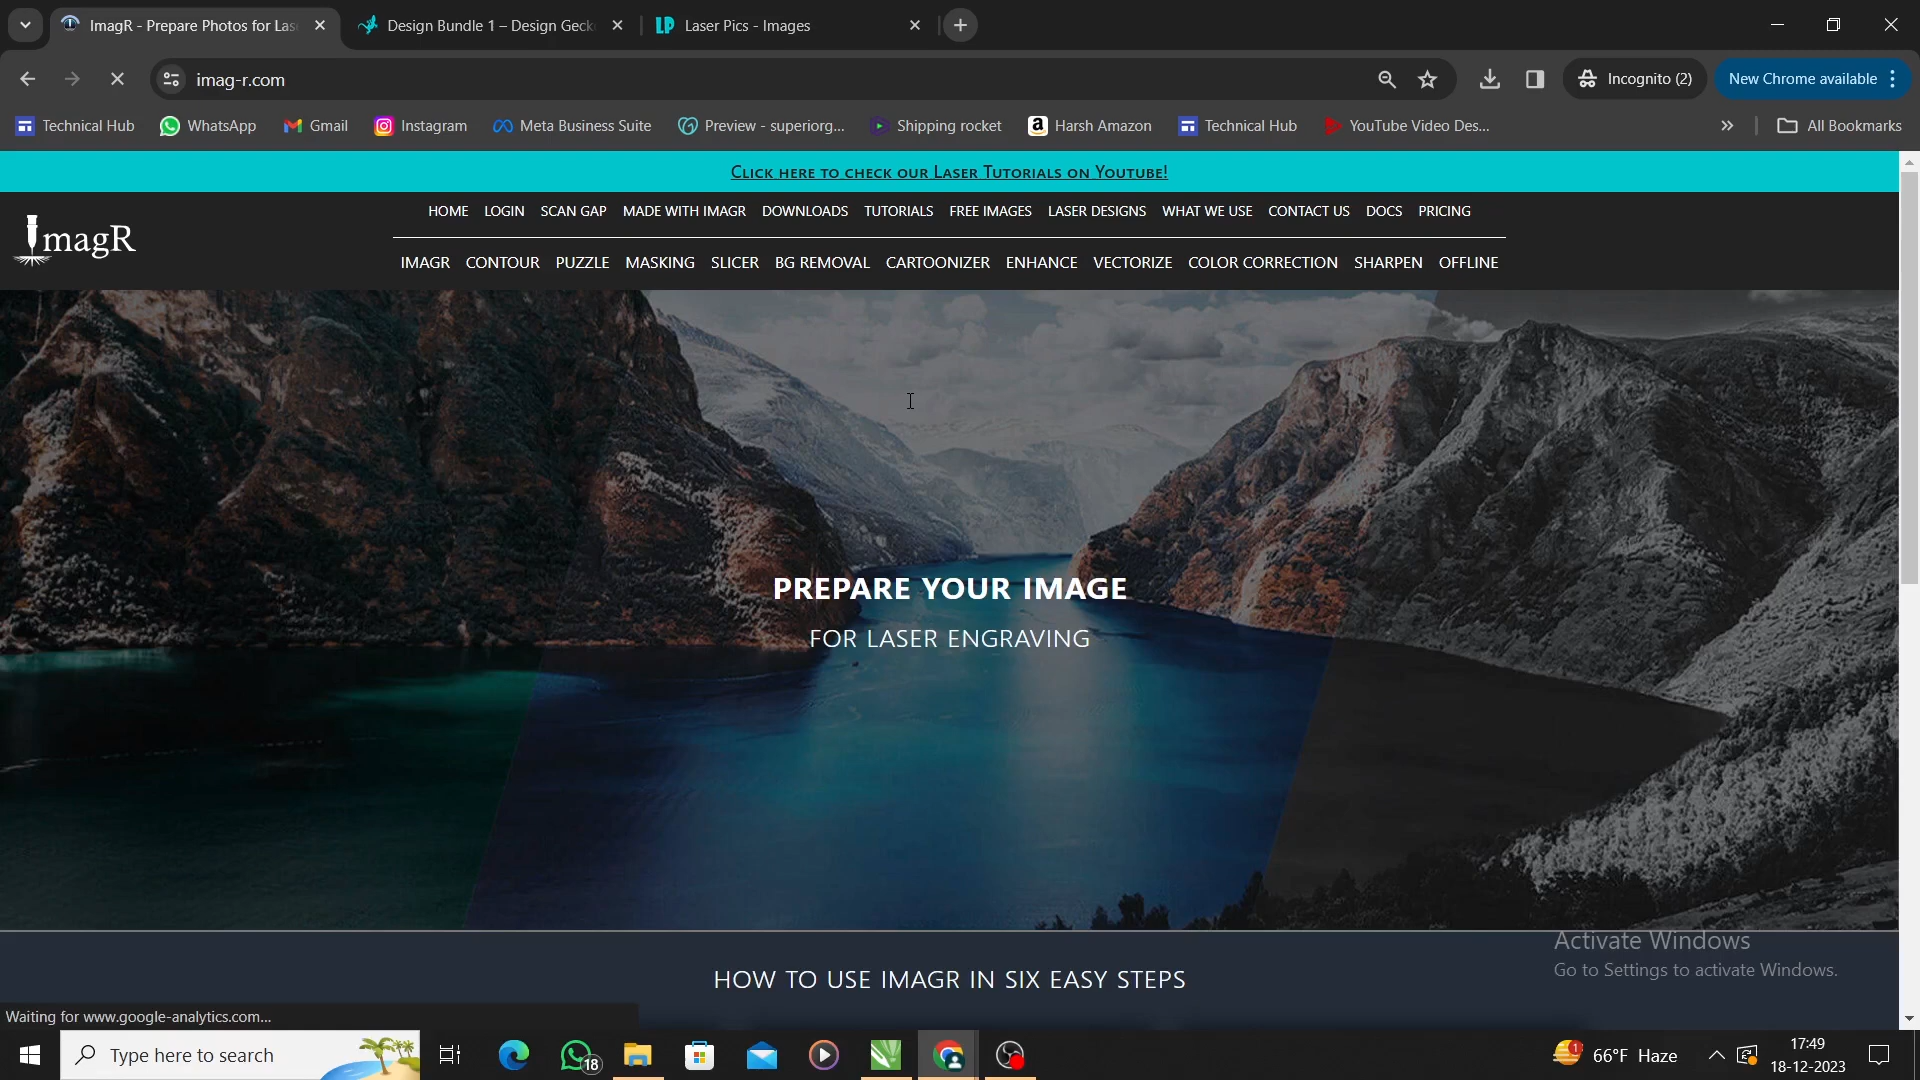 ImagR - Prepare Photos for Las
Design Bundle 1 – Design Geck
Laser Pics - Images
imag-r.com
Incognito (2)
New Chrome available
Technical Hub
WhatsApp
Gmail
Instagram
Meta Business Suite
Preview - superiorg...
Shipping rocket
Harsh Amazon
Technical Hub
YouTube Video Des...
All Bookmarks
Click here to check our Laser Tutorials on Youtube!
ImagR
HOME LOGIN SCAN GAP MADE WITH IMAGR DOWNLOADS TUTORIALS FREE IMAGES LASER DESIGNS WHAT WE USE CONTACT US DOCS PRICING
IMAGR CONTOUR PUZZLE MASKING SLICER BG REMOVAL CARTOONIZER ENHANCE VECTORIZE COLOR CORRECTION SHARPEN OFFLINE
PREPARE YOUR IMAGE
FOR LASER ENGRAVING
Activate Windows
Go to Settings to activate Windows.
HOW TO USE IMAGR IN SIX EASY STEPS
Waiting for www.google-analytics.com...
Type here to search
18
1
66°F Haze
17:49
18-12-2023